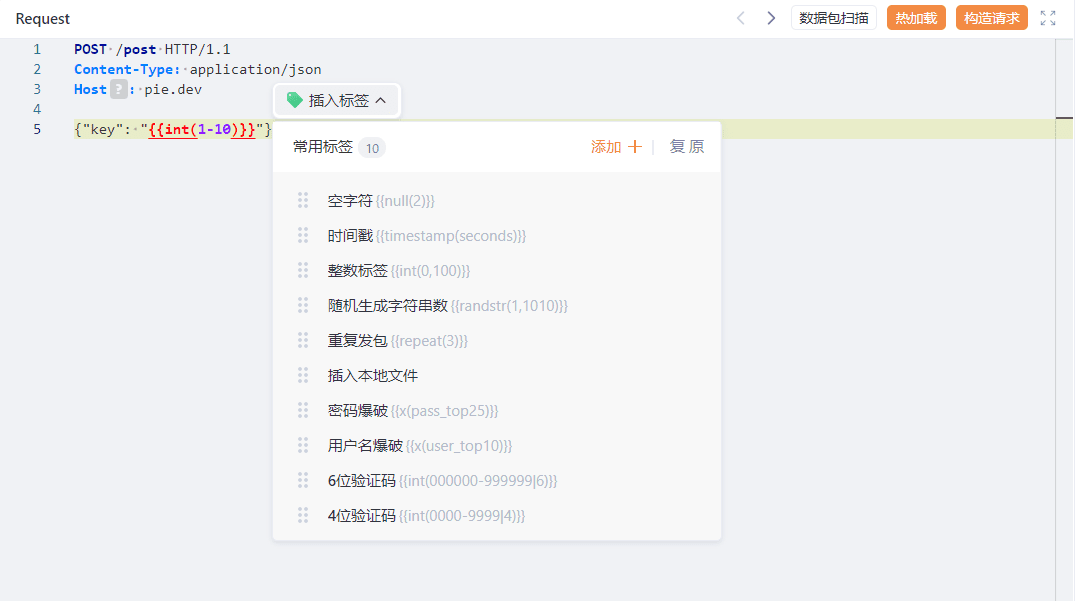 Request
数据包扫描
热加载
构造请求
1 POST /post HTTP/1.1
2 Content-Type: application/json
3 Host ? : pie.dev
4
5 {"key": "{{int(1-10)}}"}
插入标签
常用标签 10
添加
复原
空字符 {{null(2)}}
时间戳 {{timestamp(seconds)}}
整数标签 {{int(0,100)}}
随机生成字符串数 {{randstr(1,1010)}}
重复发包 {{repeat(3)}}
插入本地文件
密码爆破 {{x(pass_top25)}}
用户名爆破 {{x(user_top10)}}
6位验证码 {{int(000000-999999|6)}}
4位验证码 {{int(0000-9999|4)}}